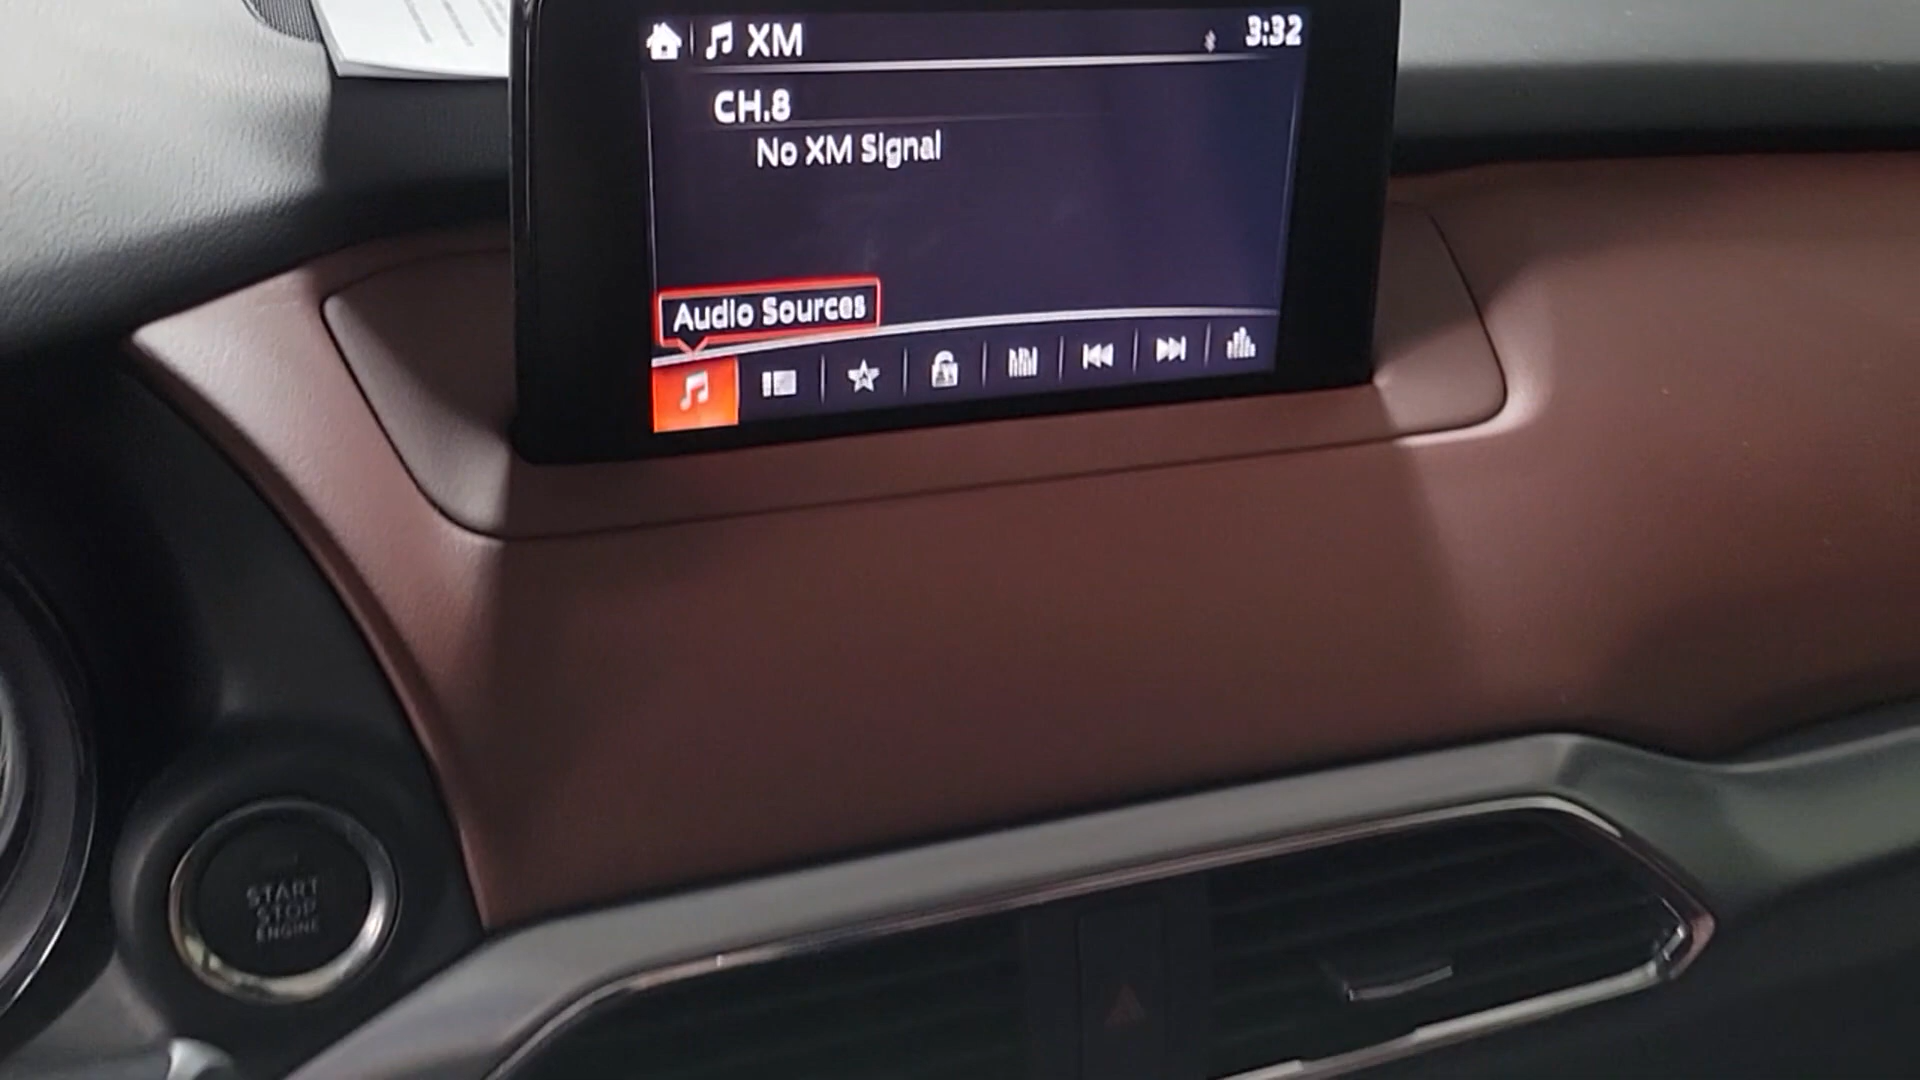 XM
3:32
CH.8
No XM Signal
Audio Sources
START
STOP
ENGINE